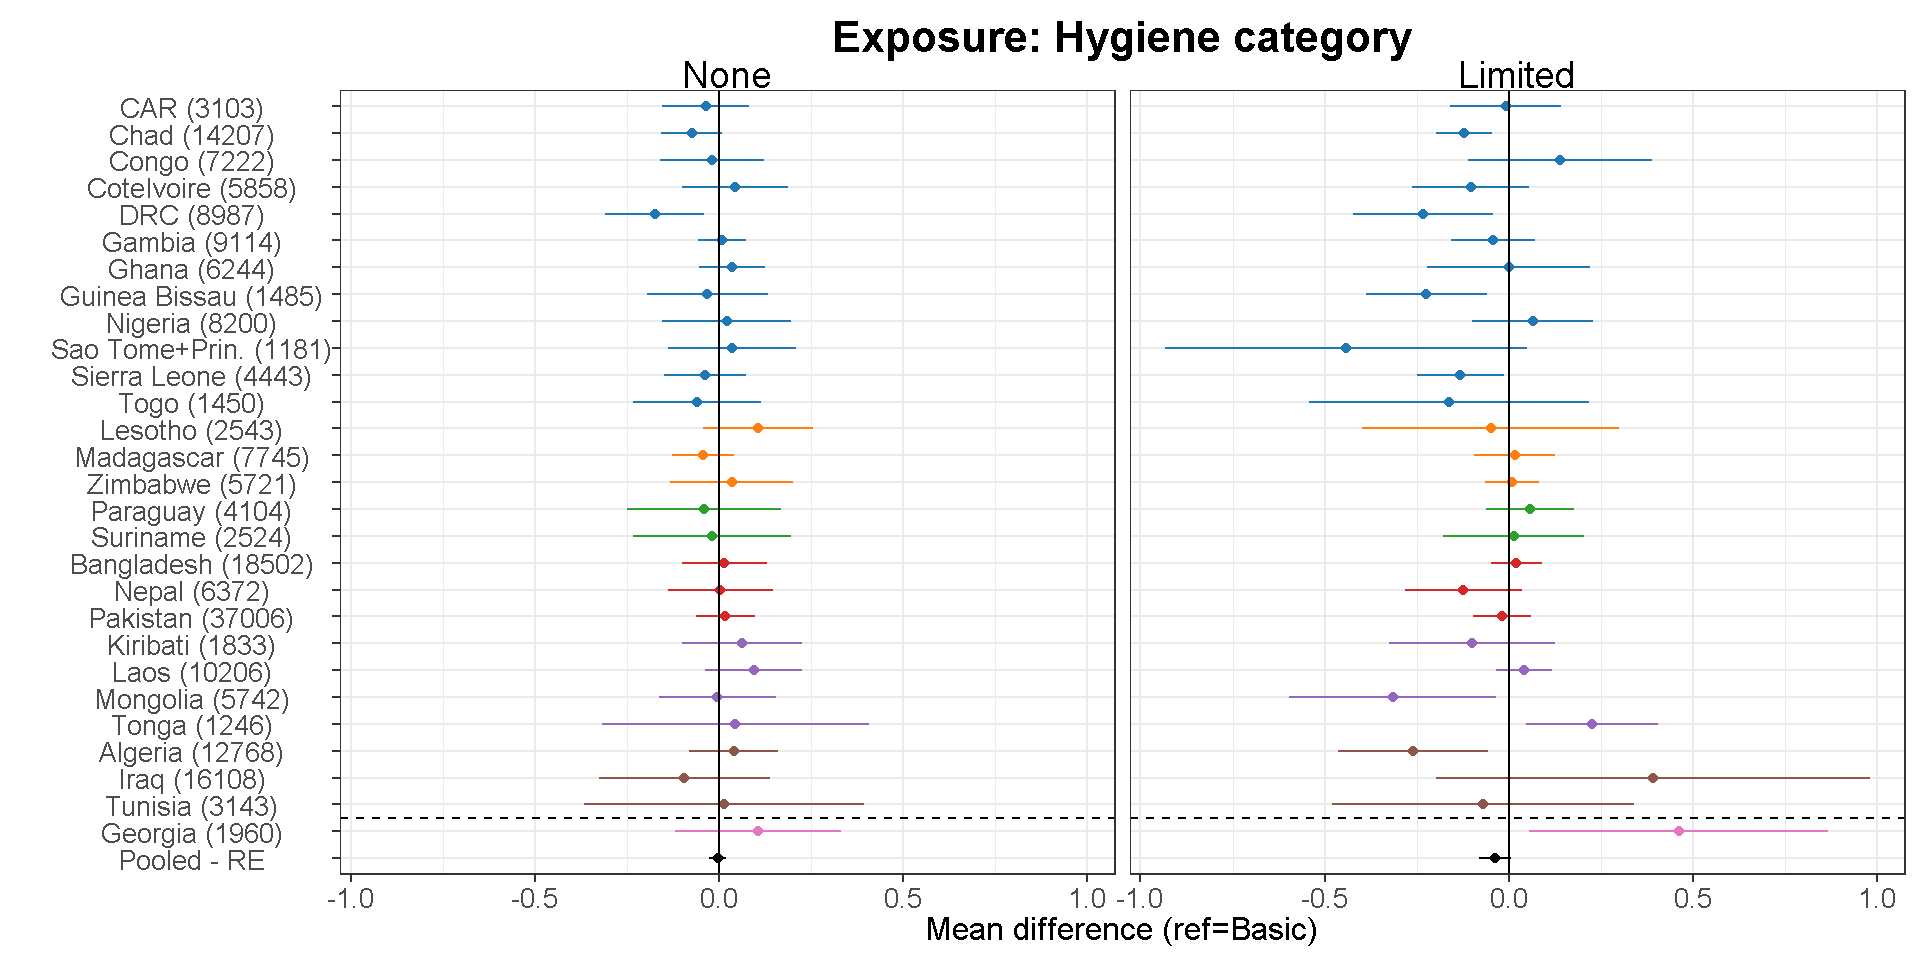 Exposure: Hygiene category
None
Limited
CAR (3103)
Chad (14207)
Congo (7222)
CoteIvoire (5858)
DRC (8987)
Gambia (9114)
Ghana (6244)
Guinea Bissau (1485)
Nigeria (8200)
Sao Tome+Prin. (1181)
Sierra Leone (4443)
Togo (1450)
Lesotho (2543)
Madagascar (7745)
Zimbabwe (5721)
Paraguay (4104)
Suriname (2524)
Bangladesh (18502)
Nepal (6372)
Pakistan (37006)
Kiribati (1833)
Laos (10206)
Mongolia (5742)
Tonga (1246)
Algeria (12768)
Iraq (16108)
Tunisia (3143)
Georgia (1960)
Pooled - RE
-1.0 -0.5 0.0 0.5 1.0 -1.0 -0.5 0.0 0.5 1.0
Mean difference (ref=Basic)